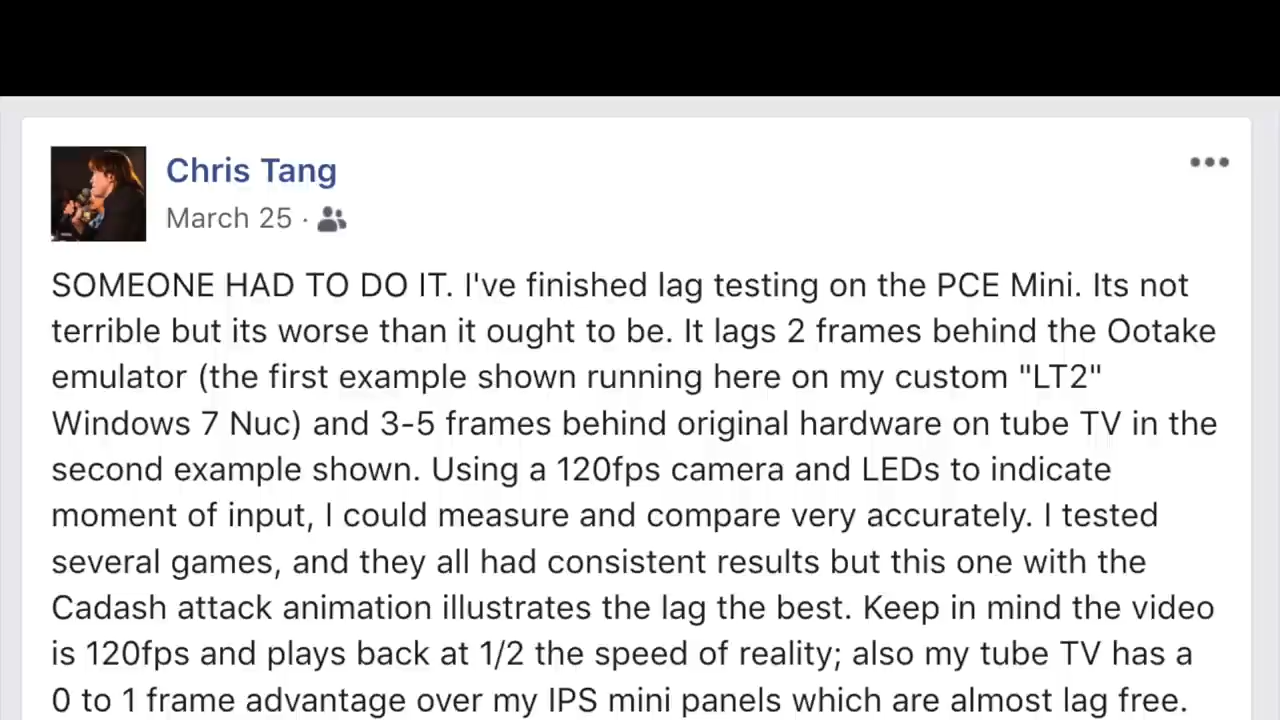 Chris Tang
March 25 ·
SOMEONE HAD TO DO IT. I've finished lag testing on the PCE Mini. Its not
terrible but its worse than it ought to be. It lags 2 frames behind the Ootake
emulator (the first example shown running here on my custom "LT2"
Windows 7 Nuc) and 3-5 frames behind original hardware on tube TV in the
second example shown. Using a 120fps camera and LEDs to indicate
moment of input, I could measure and compare very accurately. I tested
several games, and they all had consistent results but this one with the
Cadash attack animation illustrates the lag the best. Keep in mind the video
is 120fps and plays back at 1/2 the speed of reality; also my tube TV has a
0 to 1 frame advantage over my IPS mini panels which are almost lag free.